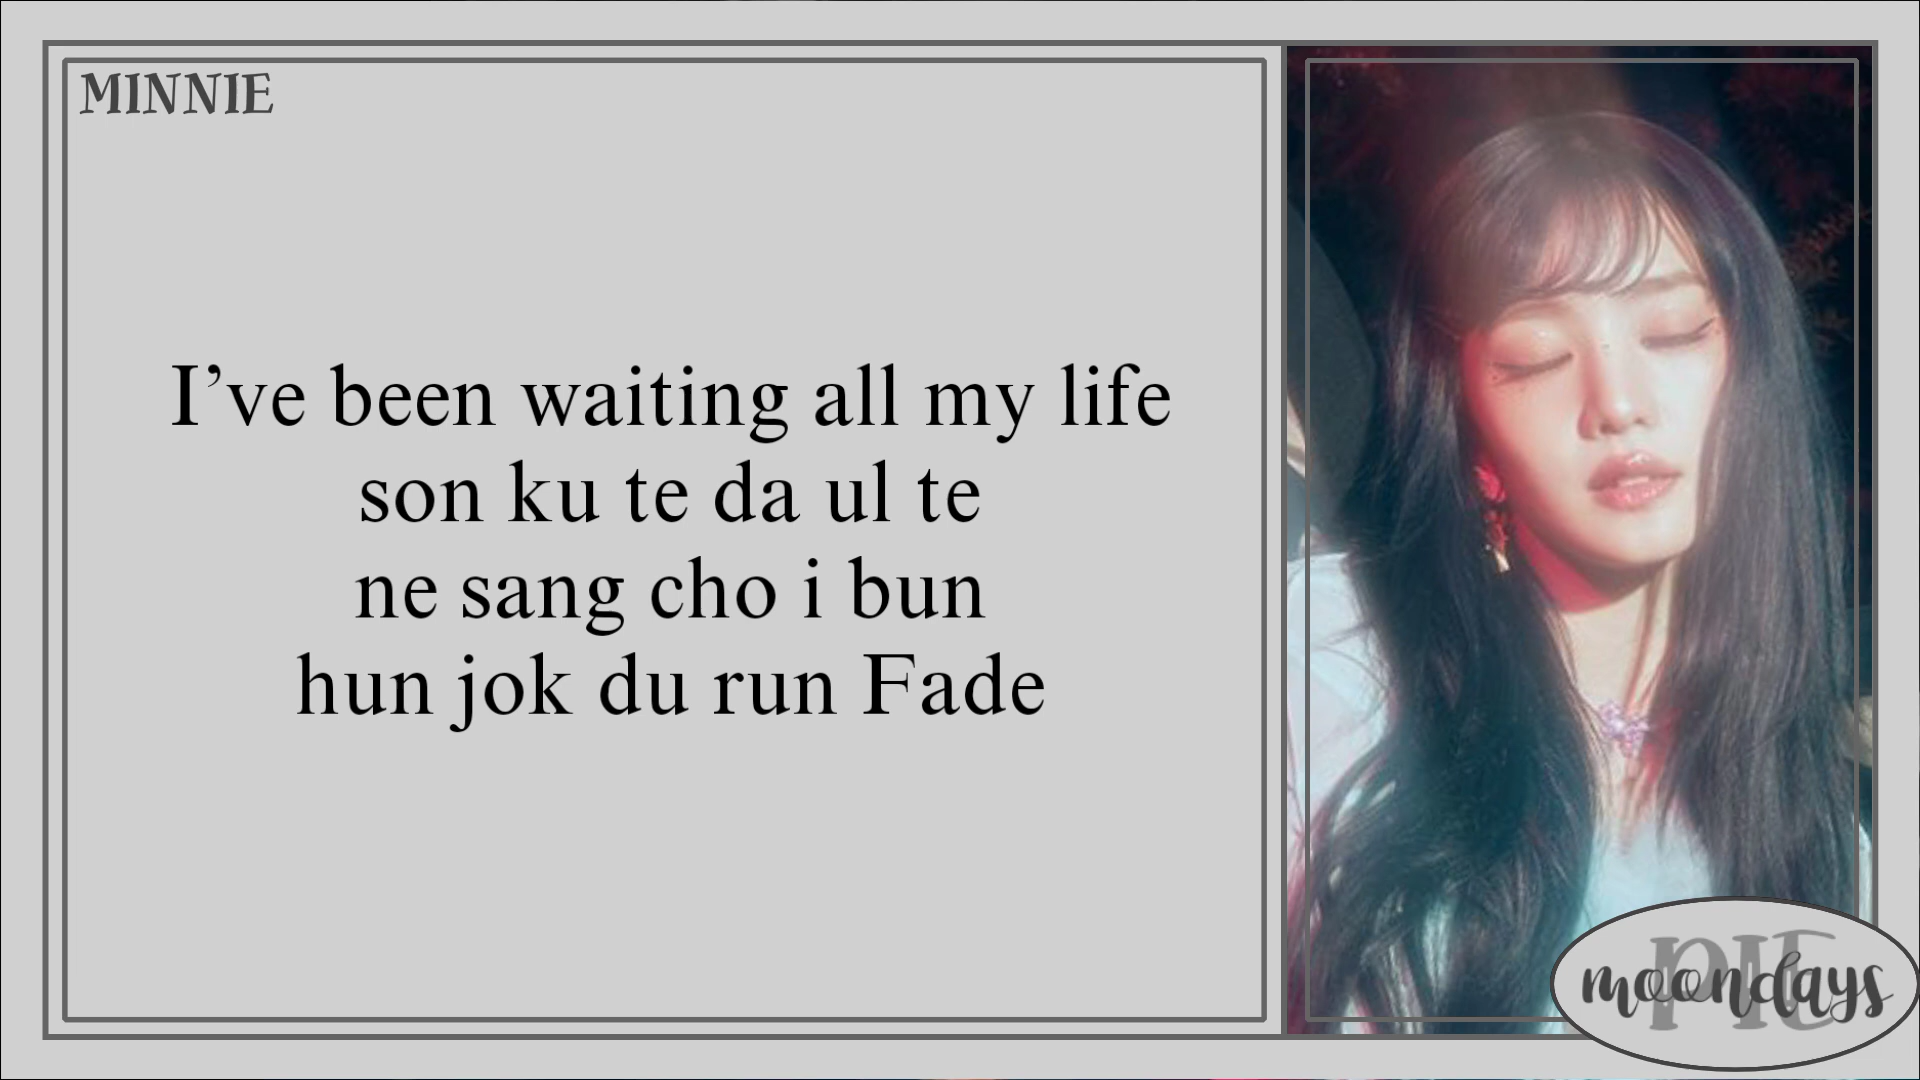 MINNIE
I’ve been waiting all my life
son ku te da ul te
ne sang cho i bun
hun jok du run Fade
moondays